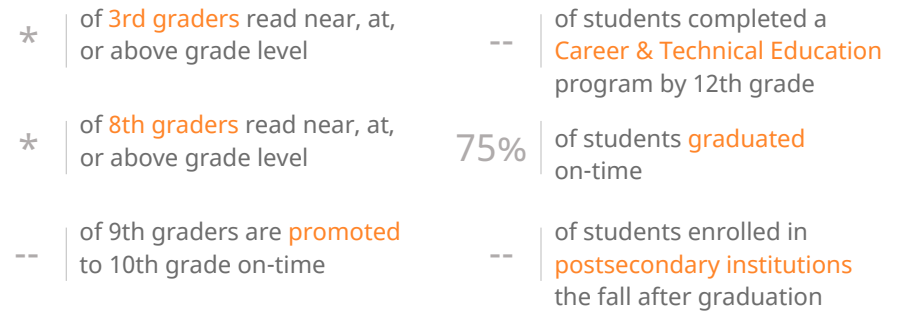 *
of 3rd graders read near, at,
or above grade level
*
of 8th graders read near, at,
or above grade level
--
of 9th graders are promoted
to 10th grade on-time
--
of students completed a
Career & Technical Education
program by 12th grade
75%
of students graduated
on-time
--
of students enrolled in
postsecondary institutions
the fall after graduation